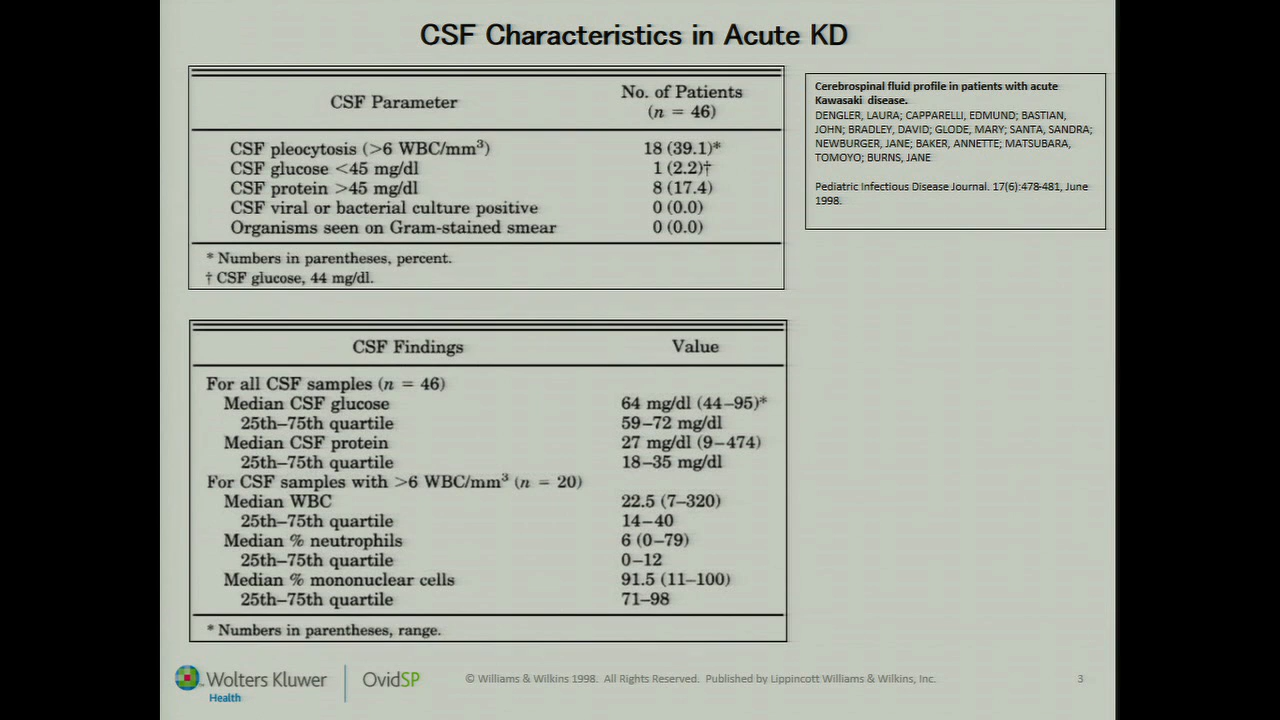 CSF Characteristics in Acute KD
CSF Parameter No. of Patients
(n = 46)
CSF pleocytosis (>6 WBC/mm³) 18 (39.1)*
CSF glucose <45 mg/dl 1 (2.2)†
CSF protein >45 mg/dl 8 (17.4)
CSF viral or bacterial culture positive 0 (0.0)
Organisms seen on Gram-stained smear 0 (0.0)
* Numbers in parentheses, percent.
† CSF glucose, 44 mg/dl.
Cerebrospinal fluid profile in patients with acute
Kawasaki disease.
DENGLER, LAURA; CAPPARELLI, EDMUND; BASTIAN,
JOHN; BRADLEY, DAVID; GLODE, MARY; SANTA, SANDRA;
NEWBURGER, JANE; BAKER, ANNETTE; MATSUBARA,
TOMOYO; BURNS, JANE
Pediatric Infectious Disease Journal. 17(6):478-481, June
1998.
CSF Findings Value
For all CSF samples (n = 46)
Median CSF glucose 64 mg/dl (44–95)*
25th–75th quartile 59–72 mg/dl
Median CSF protein 27 mg/dl (9–474)
25th–75th quartile 18–35 mg/dl
For CSF samples with >6 WBC/mm³ (n = 20)
Median WBC 22.5 (7–320)
25th–75th quartile 14–40
Median % neutrophils 6 (0–79)
25th–75th quartile 0–12
Median % mononuclear cells 91.5 (11–100)
25th–75th quartile 71–98
* Numbers in parentheses, range.
Wolters Kluwer
Health
OvidSP
© Williams & Wilkins 1998. All Rights Reserved. Published by Lippincott Williams & Wilkins, Inc.
3